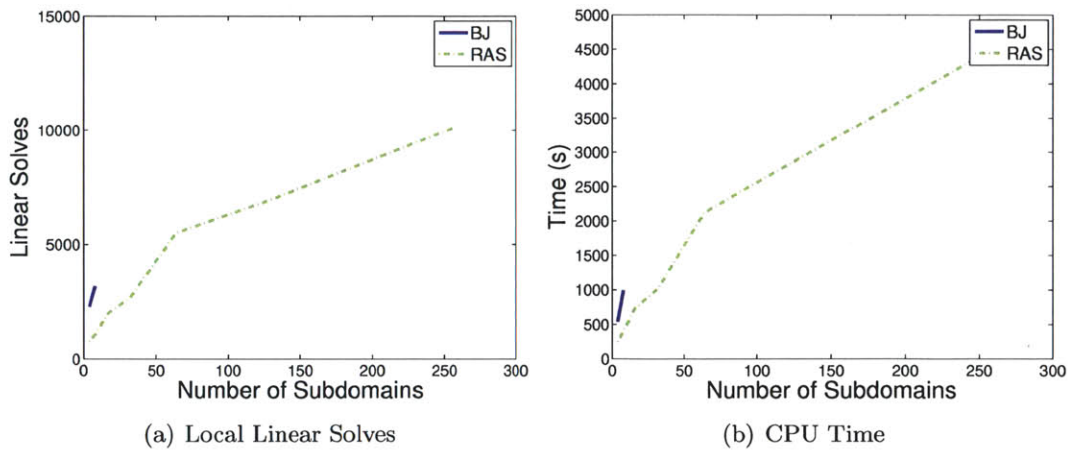 15000
10000
5000
0
0
50
100
150
200
250
300
Linear Solves
Number of Subdomains
BJ
RAS
(a) Local Linear Solves
5000
4500
4000
3500
3000
2500
2000
1500
1000
500
0
0
50
100
150
200
250
300
Time (s)
Number of Subdomains
BJ
RAS
(b) CPU Time